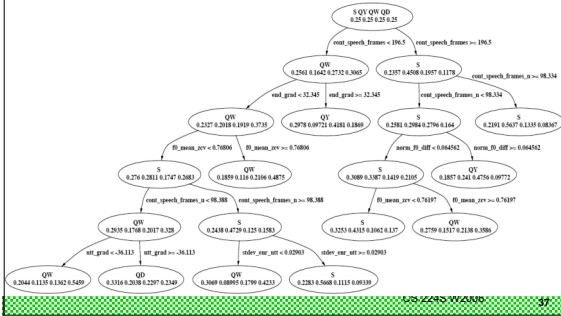 S QY QW QD
0.25 0.25 0.25 0.25
cont_speech_frames < 196.5
cont_speech_frames >= 196.5
QW
0.2561 0.1642 0.2732 0.3065
S
0.2357 0.4508 0.1957 0.1178
end_grad < 32.345
end_grad >= 32.345
cont_speech_frames_n < 98.334
cont_speech_frames_n >= 98.334
QW
0.2327 0.2018 0.1919 0.3735
QY
0.2978 0.09721 0.4181 0.1869
S
0.2581 0.2984 0.2796 0.164
S
0.2191 0.5637 0.1335 0.08367
f0_mean_zcv < 0.76806
f0_mean_zcv >= 0.76806
norm_f0_diff < 0.064562
norm_f0_diff >= 0.064562
S
0.276 0.2811 0.1747 0.2683
QW
0.1859 0.116 0.2106 0.4875
S
0.3089 0.3387 0.1419 0.2105
QY
0.1857 0.241 0.4756 0.09772
cont_speech_frames_n < 98.388
cont_speech_frames_n >= 98.388
f0_mean_zcv < 0.76197
f0_mean_zcv >= 0.76197
QW
0.2935 0.1768 0.2017 0.328
S
0.2438 0.4729 0.125 0.1583
S
0.3253 0.4315 0.1062 0.137
QW
0.2759 0.1517 0.2138 0.3586
utt_grad < -36.113
utt_grad >= -36.113
stdev_enr_utt < 0.02903
stdev_enr_utt >= 0.02903
QW
0.2044 0.1135 0.1362 0.5459
QD
0.3316 0.2038 0.2297 0.2349
QW
0.3069 0.08995 0.1799 0.4233
S
0.2283 0.5668 0.1115 0.09339
CS 224S W2006
37